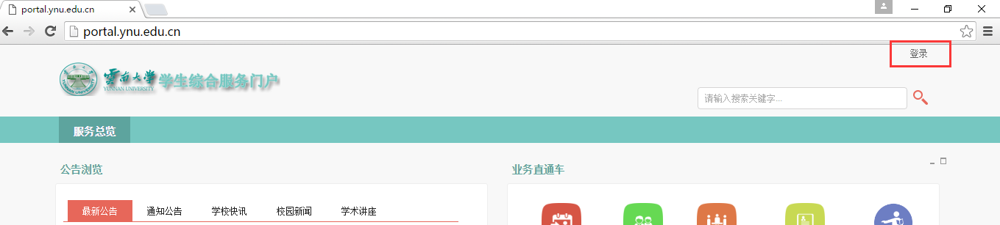 portal.ynu.edu.cn
portal.ynu.edu.cn
登录
雲南大学 学生综合服务门户
YUNNAN UNIVERSITY
请输入搜索关键字...
服务总览
公告浏览
业务直通车
最新公告 通知公告 学校快讯 校园新闻 学术讲座